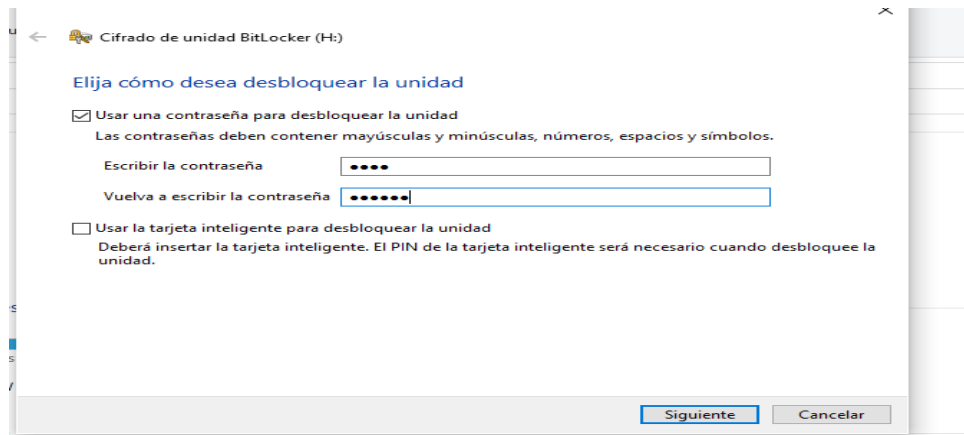 Cifrado de unidad BitLocker (H:)
Elija cómo desea desbloquear la unidad
Usar una contraseña para desbloquear la unidad
Las contraseñas deben contener mayúsculas y minúsculas, números, espacios y símbolos.
Escribir la contraseña ●●●●
Vuelva a escribir la contraseña ●●●●●●
Usar la tarjeta inteligente para desbloquear la unidad
Deberá insertar la tarjeta inteligente. El PIN de la tarjeta inteligente será necesario cuando desbloquee la
unidad.
Siguiente Cancelar